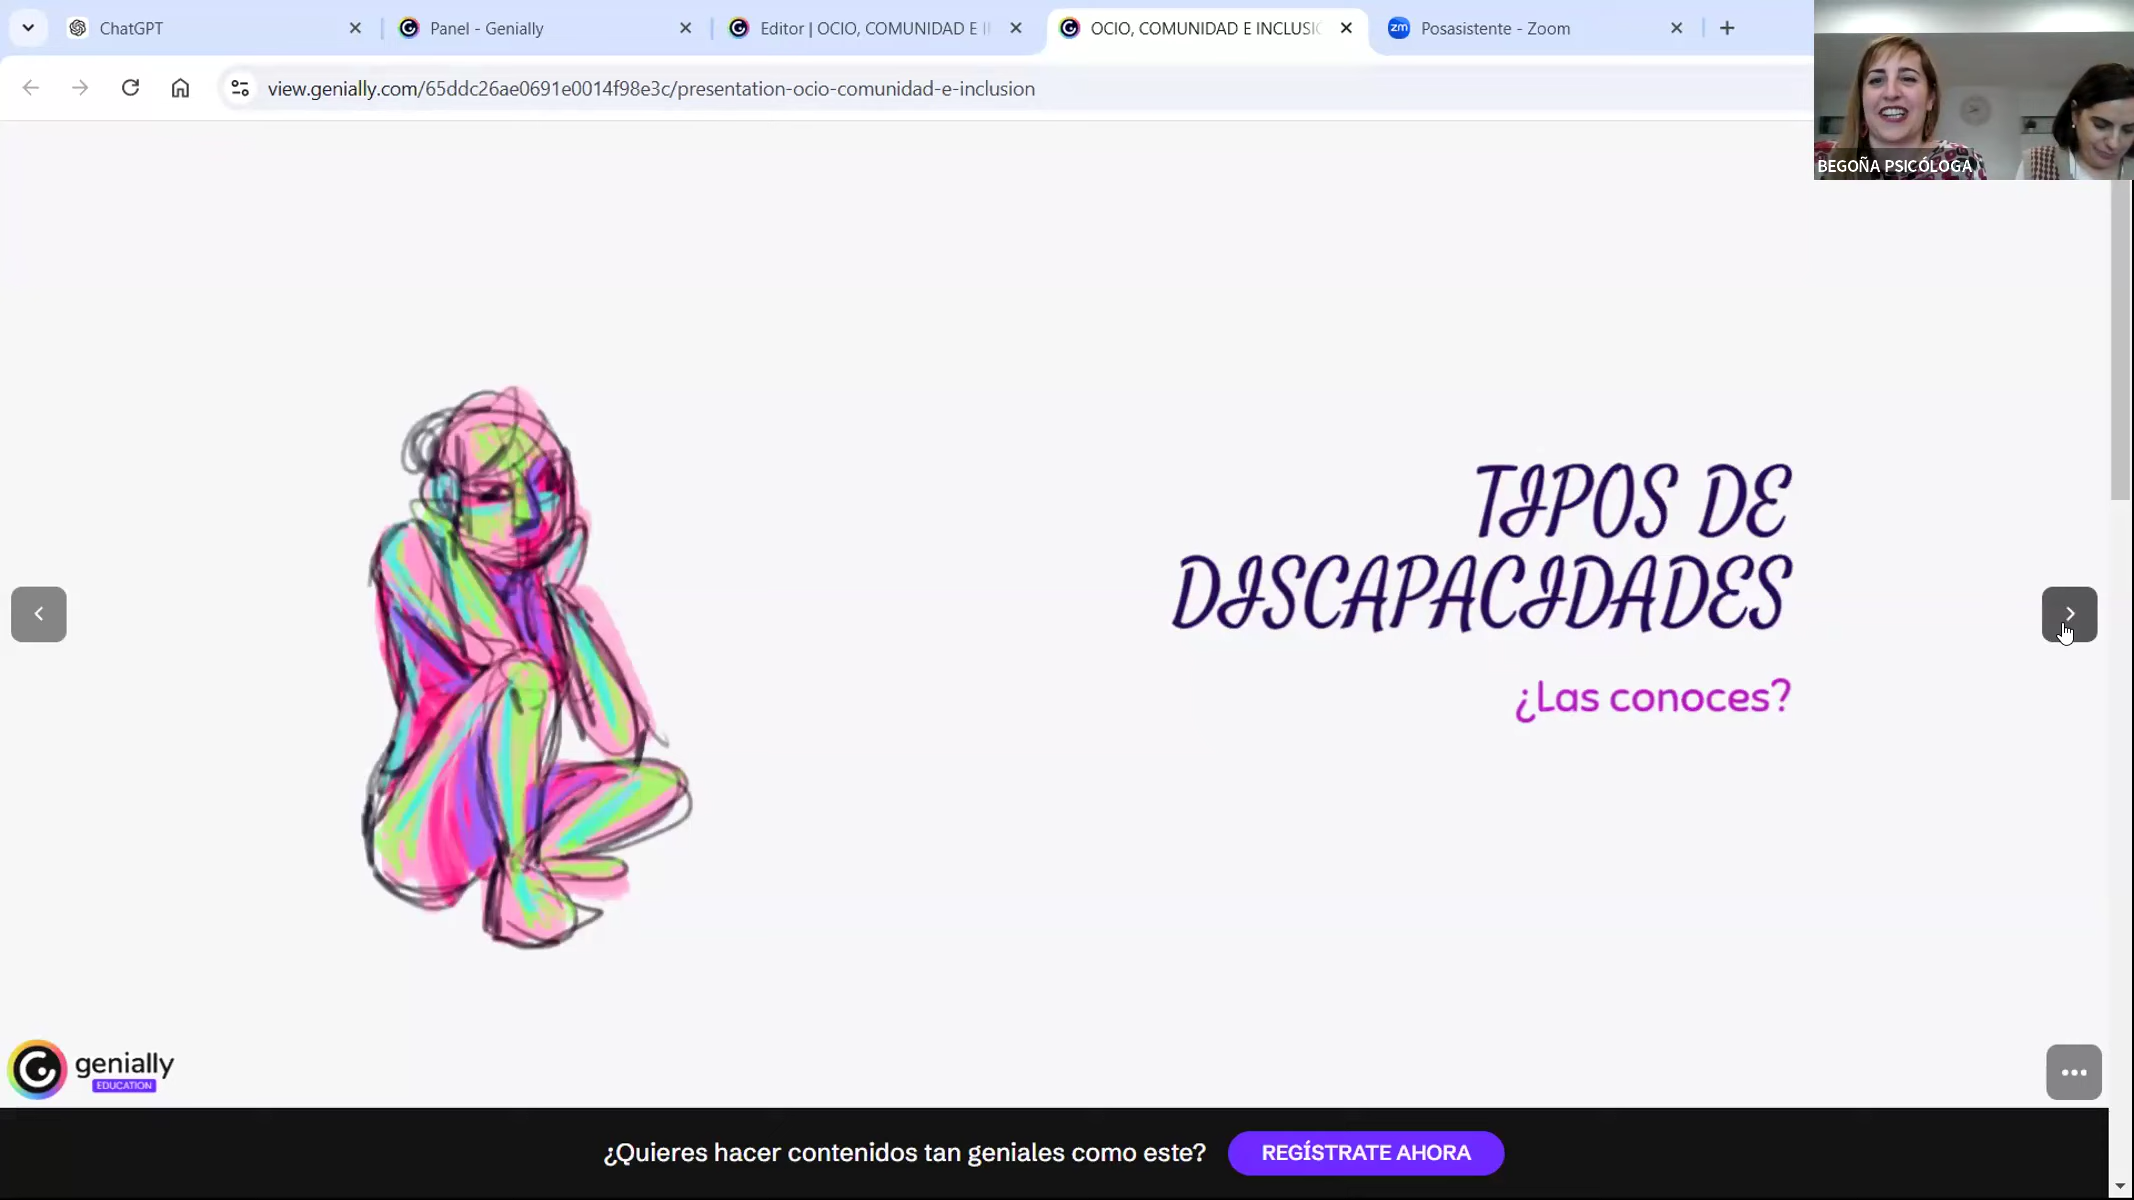 ChatGPT
Panel - Genially
Editor | OCIO, COMUNIDAD E I
OCIO, COMUNIDAD E INCLUSI
zm
Posasistente - Zoom
view.genially.com/65ddc26ae0691e0014f98e3c/presentation-ocio-comunidad-e-inclusion
BEGOÑA PSICÓLOGA
TIPOS DE
DISCAPACIDADES
¿Las conoces?
genially
EDUCATION
¿Quieres hacer contenidos tan geniales como este?
REGÍSTRATE AHORA